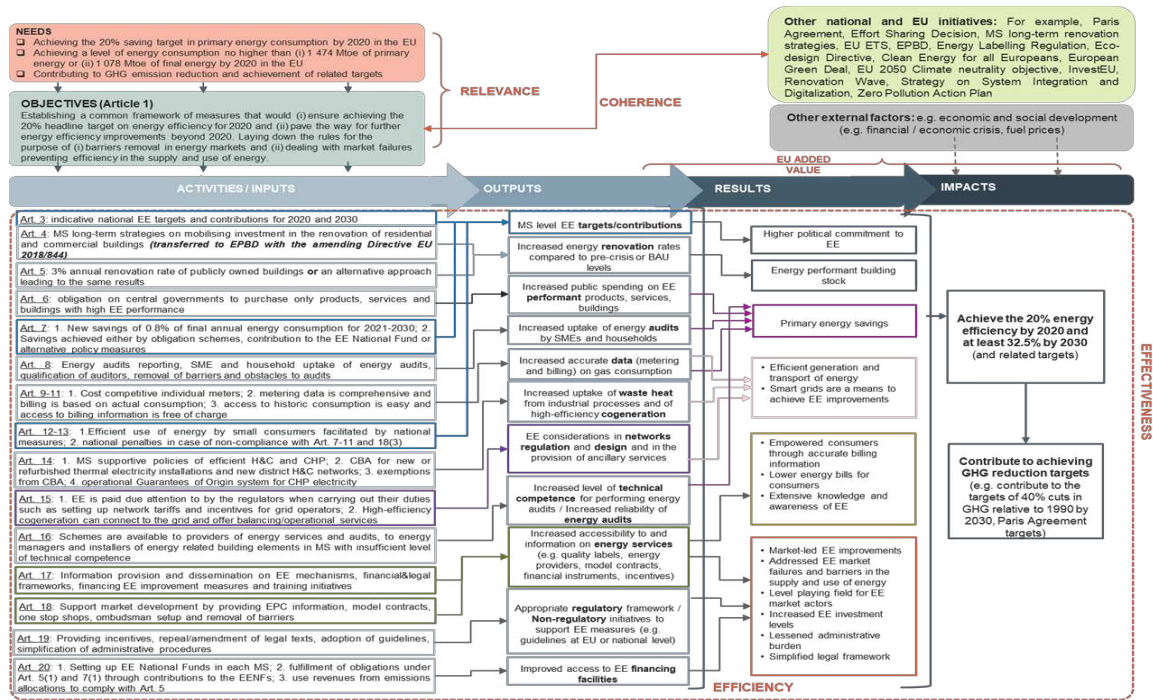 NEEDS
❑ Achieving the 20% saving target in primary energy consumption by 2020 in the EU
❑ Achieving a level of energy consumption no higher than (i) 1 474 Mtoe of primary
energy or (ii) 1 078 Mtoe of final energy by 2020 in the EU
❑ Contributing to GHG emission reduction and achievement of related targets
OBJECTIVES (Article 1)
Establishing a common framework of measures that would (i) ensure achieving the
20% headline target on energy efficiency for 2020 and (ii) pave the way for further
energy efficiency improvements beyond 2020. Laying down the rules for the
purpose of (i) barriers removal in energy markets and (ii) dealing with market failures
preventing efficiency in the supply and use of energy.
RELEVANCE
COHERENCE
Other national and EU initiatives: For example, Paris
Agreement, Effort Sharing Decision, MS long-term renovation
strategies, EU ETS, EPBD, Energy Labelling Regulation, Eco-
design Directive, Clean Energy for all Europeans, European
Green Deal, EU 2050 Climate neutrality objective, InvestEU,
Renovation Wave, Strategy on System Integration and
Digitalization, Zero Pollution Action Plan
Other external factors: e.g. economic and social development
(e.g. financial / economic crisis, fuel prices)
EU ADDED
VALUE
ACTIVITIES / INPUTS
OUTPUTS
RESULTS
IMPACTS
Art. 3: indicative national EE targets and contributions for 2020 and 2030
Art. 4: MS long-term strategies on mobilising investment in the renovation of residential
and commercial buildings (transferred to EPBD with the amending Directive EU
2018/844)
Art. 5: 3% annual renovation rate of publicly owned buildings or an alternative approach
leading to the same results
Art. 6: obligation on central governments to purchase only products, services and
buildings with high EE performance
Art. 7: 1. New savings of 0.8% of final annual energy consumption for 2021-2030; 2.
Savings achieved either by obligation schemes, contribution to the EE National Fund or
alternative policy measures
Art. 8: Energy audits reporting, SME and household uptake of energy audits,
qualification of auditors, removal of barriers and obstacles to audits
Art. 9-11: 1. Cost competitive individual meters; 2. metering data is comprehensive and
billing is based on actual consumption; 3. access to historic consumption is easy and
access to billing information is free of charge
Art. 12-13: 1.Efficient use of energy by small consumers facilitated by national
measures; 2. national penalties in case of non-compliance with Art. 7-11 and 18(3)
Art. 14: 1. MS supportive policies of efficient H&C and CHP; 2. CBA for new or
refurbished thermal electricity installations and new district H&C networks; 3. exemptions
from CBA; 4. operational Guarantees of Origin system for CHP electricity
Art. 15: 1. EE is paid due attention to by the regulators when carrying out their duties
such as setting up network tariffs and incentives for grid operators; 2. High-efficiency
cogeneration can connect to the grid and offer balancing/operational services
Art. 16: Schemes are available to providers of energy services and audits, to energy
managers and installers of energy related building elements in MS with insufficient level
of technical competence
Art. 17: Information provision and dissemination on EE mechanisms, financial&legal
frameworks, financing EE improvement measures and training initiatives
Art. 18: Support market development by providing EPC information, model contracts,
one stop shops, ombudsman setup and removal of barriers
Art. 19: Providing incentives, repeal/amendment of legal texts, adoption of guidelines,
simplification of administrative procedures
Art. 20: 1. Setting up EE National Funds in each MS; 2. fulfillment of obligations under
Art. 5(1) and 7(1) through contributions to the EENFs; 3. use revenues from emissions
allocations to comply with Art. 5
MS level EE targets/contributions
Increased energy renovation rates
compared to pre-crisis or BAU
levels
Increased public spending on EE
performant products, services,
buildings
Increased uptake of energy audits
by SMEs and households
Increased accurate data (metering
and billing) on gas consumption
Increased uptake of waste heat
from industrial processes and of
high-efficiency cogeneration
EE considerations in networks
regulation and design and in the
provision of ancillary services
Increased level of technical
competence for performing energy
audits / Increased reliability of
energy audits
Increased accessibility to and
information on energy services
(e.g. quality labels, energy
providers, model contracts,
financial instruments, incentives)
Appropriate regulatory framework /
Non-regulatory initiatives to
support EE measures (e.g.
guidelines at EU or national level)
Improved access to EE financing
facilities
Higher political commitment to
EE
Energy performant building
stock
Primary energy savings
• Efficient generation and
transport of energy
• Smart grids are a means to
achieve EE improvements
• Empowered consumers
through accurate billing
information
• Lower energy bills for
consumers
• Extensive knowledge and
awareness of EE
• Market-led EE improvements
• Addressed EE market
failures and barriers in the
supply and use of energy
• Level playing field for EE
market actors
• Increased EE investment
levels
• Lessened administrative
burden
• Simplified legal framework
Achieve the 20% energy
efficiency by 2020 and
at least 32.5% by 2030
(and related targets)
Contribute to achieving
GHG reduction targets
(e.g. contribute to the
targets of 40% cuts in
GHG relative to 1990 by
2030, Paris Agreement
targets)
EFFECTIVENESS
EFFICIENCY